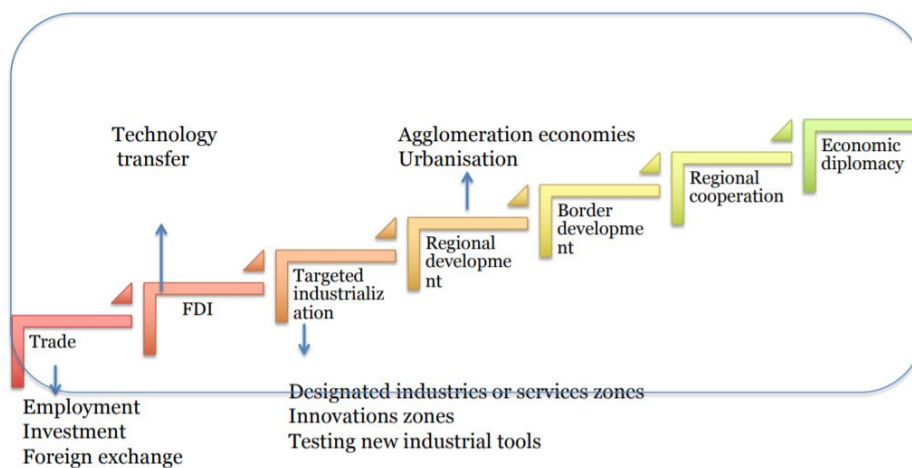 Technology
transfer
Agglomeration economies
Urbanisation
Economic
diplomacy
Regional
cooperation
Border
developme
nt
Regional
developme
nt
Targeted
industrializ
ation
FDI
Trade
Employment
Investment
Foreign exchange
Designated industries or services zones
Innovations zones
Testing new industrial tools